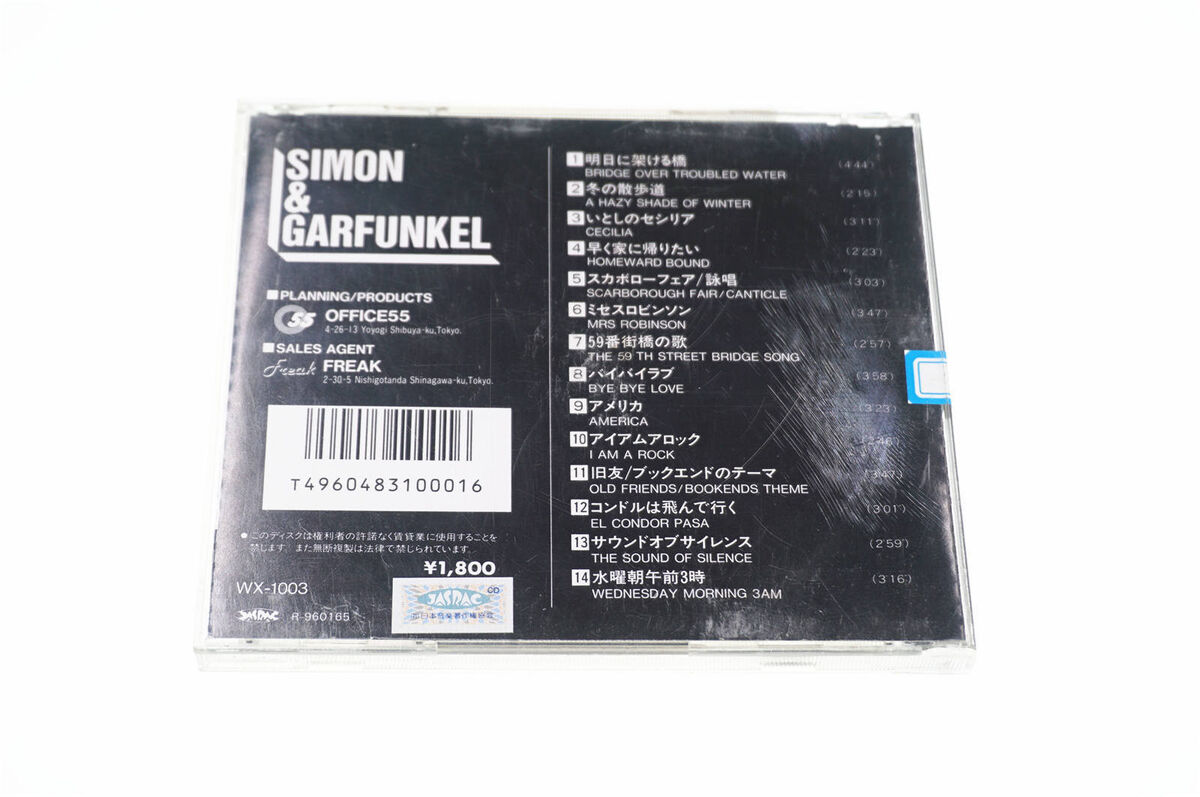 SIMON
&
GARFUNKEL
■PLANNING/PRODUCTS
55 OFFICE55
4-26-13 Yoyogi Shibuya-ku,Tokyo.
■SALES AGENT
Freak FREAK
2-30-5 Nishigotanda Shinagawa-ku,Tokyo.
T4960483100016
●このディスクは権利者の許諾なく賃貸業に使用することを
禁じます。また無断複製は法律で禁じられています。
¥1,800
WX-1003
JASRAC R-960165
JASRAC CD
1 明日に架ける橋 (4'44")
BRIDGE OVER TROUBLED WATER
2 冬の散歩道 (2'15")
A HAZY SHADE OF WINTER
3 いとしのセシリア (3'11")
CECILIA
4 早く家に帰りたい (2'23")
HOMEWARD BOUND
5 スカボローフェア/詠唱 (3'03")
SCARBOROUGH FAIR/CANTICLE
6 ミセスロビンソン (3'47")
MRS ROBINSON
7 59番街橋の歌 (2'57")
THE 59 TH STREET BRIDGE SONG
8 バイバイラブ (3'58")
BYE BYE LOVE
9 アメリカ (3'23")
AMERICA
10 アイアムアロック (2'46")
I AM A ROCK
11 旧友/ブックエンドのテーマ (3'47")
OLD FRIENDS/BOOKENDS THEME
12 コンドルは飛んで行く (3'01")
EL CONDOR PASA
13 サウンドオブサイレンス (2'59")
THE SOUND OF SILENCE
14 水曜朝午前3時 (3'16")
WEDNESDAY MORNING 3AM